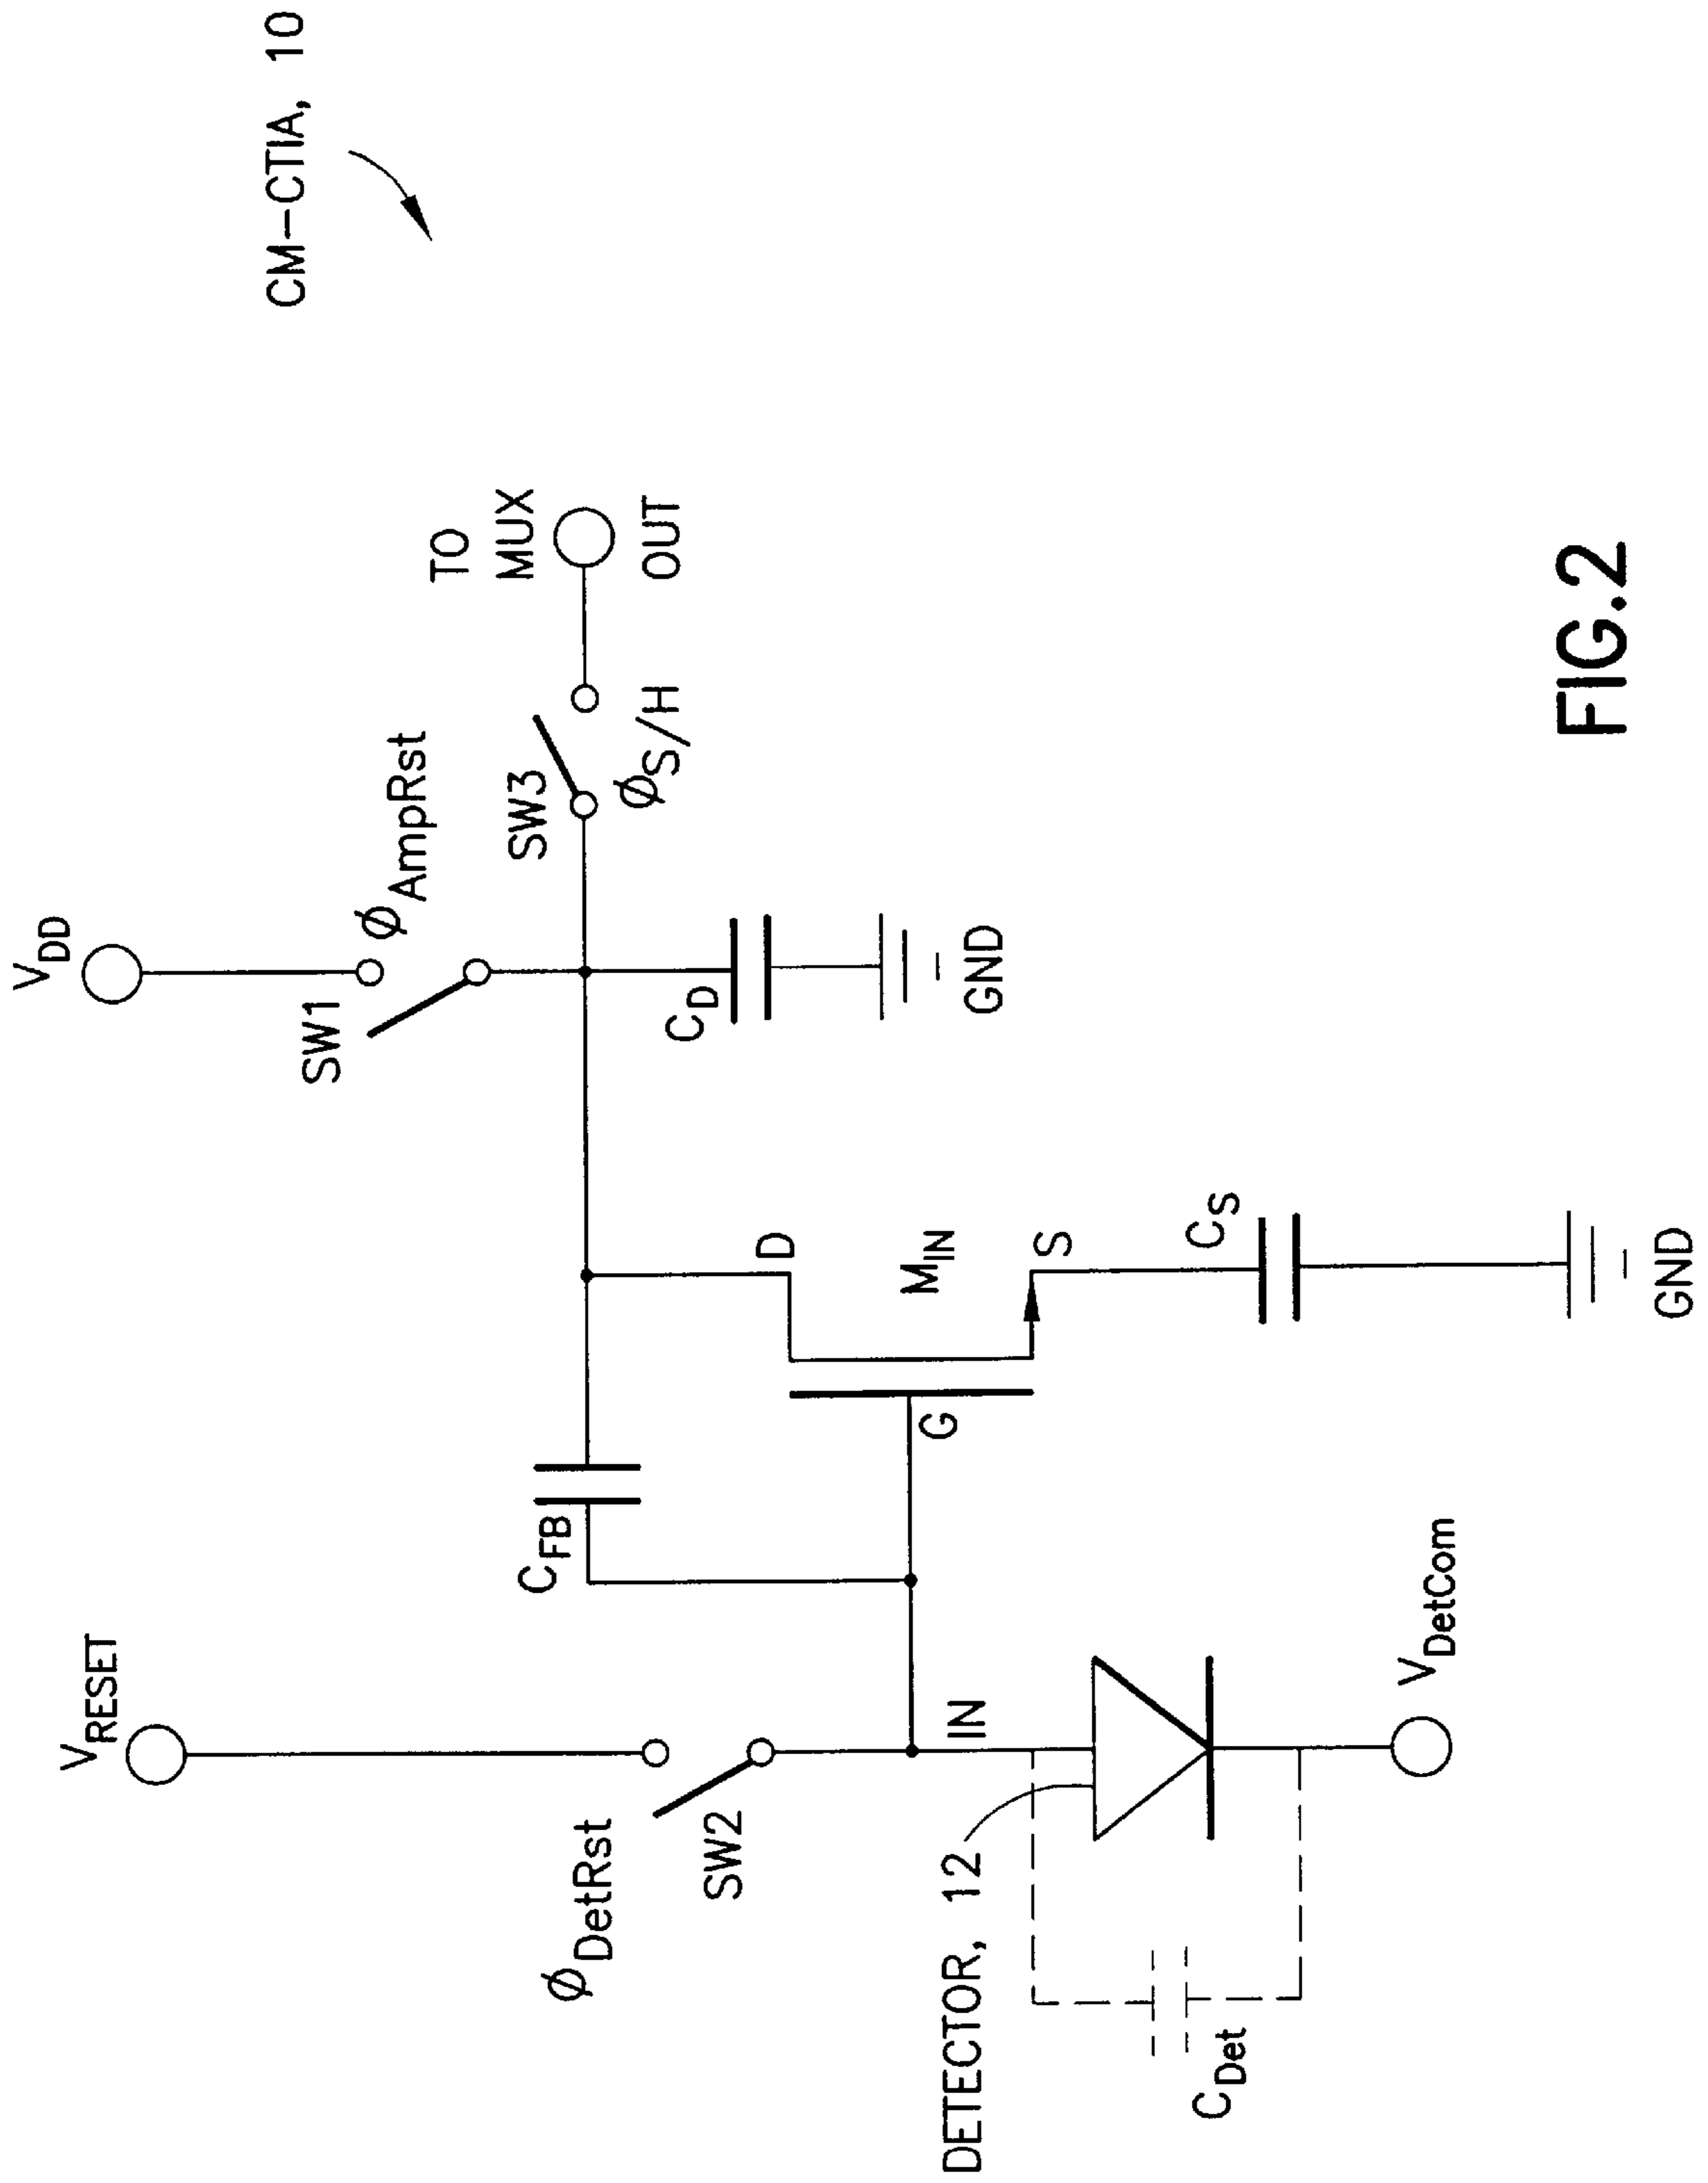 CM-CTIA, 10
V_RESET
V_DD
ϕ_DetRst
SW2
SW1
ϕ_AmpRst
C_FB
SW3
ϕ_S/H
TO
MUX
OUT
C_D
GND
D
G
M_IN
S
IN
DETECTOR, 12
C_Det
V_DetCom
C_S
GND
FIG.2